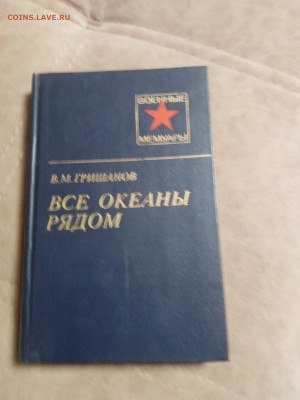 COINS.LAVE.RU
ВОЕННЫЕ
МЕМУАРЫ
В.М.ГРИШАНОВ
ВСЕ ОКЕАНЫ
РЯДОМ